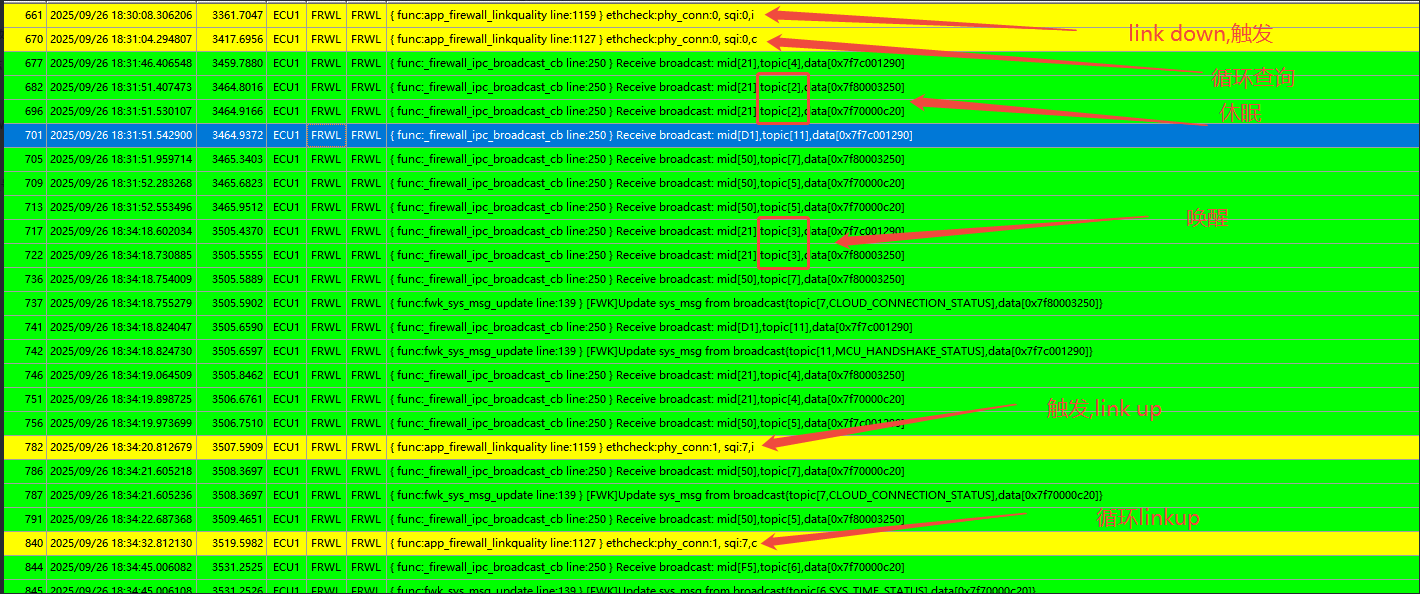 661 2025/09/26 18:30:08.306206 3361.7047 ECU1 FRWL FRWL { func:app_firewall_linkquality line:1159 } ethcheck:phy_conn:0, sqi:0,i
link down,触发
670 2025/09/26 18:31:04.294807 3417.6956 ECU1 FRWL FRWL { func:app_firewall_linkquality line:1127 } ethcheck:phy_conn:0, sqi:0,c
677 2025/09/26 18:31:46.406548 3459.7880 ECU1 FRWL FRWL { func:_firewall_ipc_broadcast_cb line:250 } Receive broadcast: mid[21],topic[4],data[0x7f7c001290]
循环查询
682 2025/09/26 18:31:51.407473 3464.8016 ECU1 FRWL FRWL { func:_firewall_ipc_broadcast_cb line:250 } Receive broadcast: mid[21],topic[2],data[0x7f80003250]
696 2025/09/26 18:31:51.530107 3464.9166 ECU1 FRWL FRWL { func:_firewall_ipc_broadcast_cb line:250 } Receive broadcast: mid[21],topic[2],data[0x7f70000c20]
休眠
701 2025/09/26 18:31:51.542900 3464.9372 ECU1 FRWL FRWL { func:_firewall_ipc_broadcast_cb line:250 } Receive broadcast: mid[D1],topic[11],data[0x7f7c001290]
705 2025/09/26 18:31:51.959714 3465.3403 ECU1 FRWL FRWL { func:_firewall_ipc_broadcast_cb line:250 } Receive broadcast: mid[50],topic[7],data[0x7f80003250]
709 2025/09/26 18:31:52.283268 3465.6823 ECU1 FRWL FRWL { func:_firewall_ipc_broadcast_cb line:250 } Receive broadcast: mid[50],topic[5],data[0x7f70000c20]
713 2025/09/26 18:31:52.553496 3465.9512 ECU1 FRWL FRWL { func:_firewall_ipc_broadcast_cb line:250 } Receive broadcast: mid[50],topic[5],data[0x7f70000c20]
717 2025/09/26 18:34:18.602034 3505.4370 ECU1 FRWL FRWL { func:_firewall_ipc_broadcast_cb line:250 } Receive broadcast: mid[21],topic[3],data[0x7f7c001290]
唤醒
722 2025/09/26 18:34:18.730885 3505.5555 ECU1 FRWL FRWL { func:_firewall_ipc_broadcast_cb line:250 } Receive broadcast: mid[21],topic[3],data[0x7f80003250]
736 2025/09/26 18:34:18.754009 3505.5889 ECU1 FRWL FRWL { func:_firewall_ipc_broadcast_cb line:250 } Receive broadcast: mid[50],topic[7],data[0x7f80003250]
737 2025/09/26 18:34:18.755279 3505.5902 ECU1 FRWL FRWL { func:fwk_sys_msg_update line:139 } [FWK]Update sys_msg from broadcast{topic[7,CLOUD_CONNECTION_STATUS],data[0x7f80003250]}
741 2025/09/26 18:34:18.824047 3505.6590 ECU1 FRWL FRWL { func:_firewall_ipc_broadcast_cb line:250 } Receive broadcast: mid[D1],topic[11],data[0x7f7c001290]
742 2025/09/26 18:34:18.824730 3505.6597 ECU1 FRWL FRWL { func:fwk_sys_msg_update line:139 } [FWK]Update sys_msg from broadcast{topic[11,MCU_HANDSHAKE_STATUS],data[0x7f7c001290]}
746 2025/09/26 18:34:19.064509 3505.8462 ECU1 FRWL FRWL { func:_firewall_ipc_broadcast_cb line:250 } Receive broadcast: mid[21],topic[4],data[0x7f80003250]
751 2025/09/26 18:34:19.898725 3506.6761 ECU1 FRWL FRWL { func:_firewall_ipc_broadcast_cb line:250 } Receive broadcast: mid[21],topic[4],data[0x7f70000c20]
触发,link up
756 2025/09/26 18:34:19.973699 3506.7510 ECU1 FRWL FRWL { func:_firewall_ipc_broadcast_cb line:250 } Receive broadcast: mid[50],topic[5],data[0x7f7c001290]
782 2025/09/26 18:34:20.812679 3507.5909 ECU1 FRWL FRWL { func:app_firewall_linkquality line:1159 } ethcheck:phy_conn:1, sqi:7,i
786 2025/09/26 18:34:21.605218 3508.3697 ECU1 FRWL FRWL { func:_firewall_ipc_broadcast_cb line:250 } Receive broadcast: mid[50],topic[7],data[0x7f70000c20]
787 2025/09/26 18:34:21.605236 3508.3697 ECU1 FRWL FRWL { func:fwk_sys_msg_update line:139 } [FWK]Update sys_msg from broadcast{topic[7,CLOUD_CONNECTION_STATUS],data[0x7f70000c20]}
791 2025/09/26 18:34:22.687368 3509.4651 ECU1 FRWL FRWL { func:_firewall_ipc_broadcast_cb line:250 } Receive broadcast: mid[50],topic[5],data[0x7f80003250]
循环linkup
840 2025/09/26 18:34:32.812130 3519.5982 ECU1 FRWL FRWL { func:app_firewall_linkquality line:1127 } ethcheck:phy_conn:1, sqi:7,c
844 2025/09/26 18:34:45.006082 3531.2525 ECU1 FRWL FRWL { func:_firewall_ipc_broadcast_cb line:250 } Receive broadcast: mid[F5],topic[6],data[0x7f70000c20]
845 2025/09/26 18:34:45.006108 3531.2526 ECU1 FRWL FRWL { func:fwk_sys_msg_update line:139 } [FWK]Update sys_msg from broadcast{topic[6,SYS_TIME_STATUS],data[0x7f70000c20]}